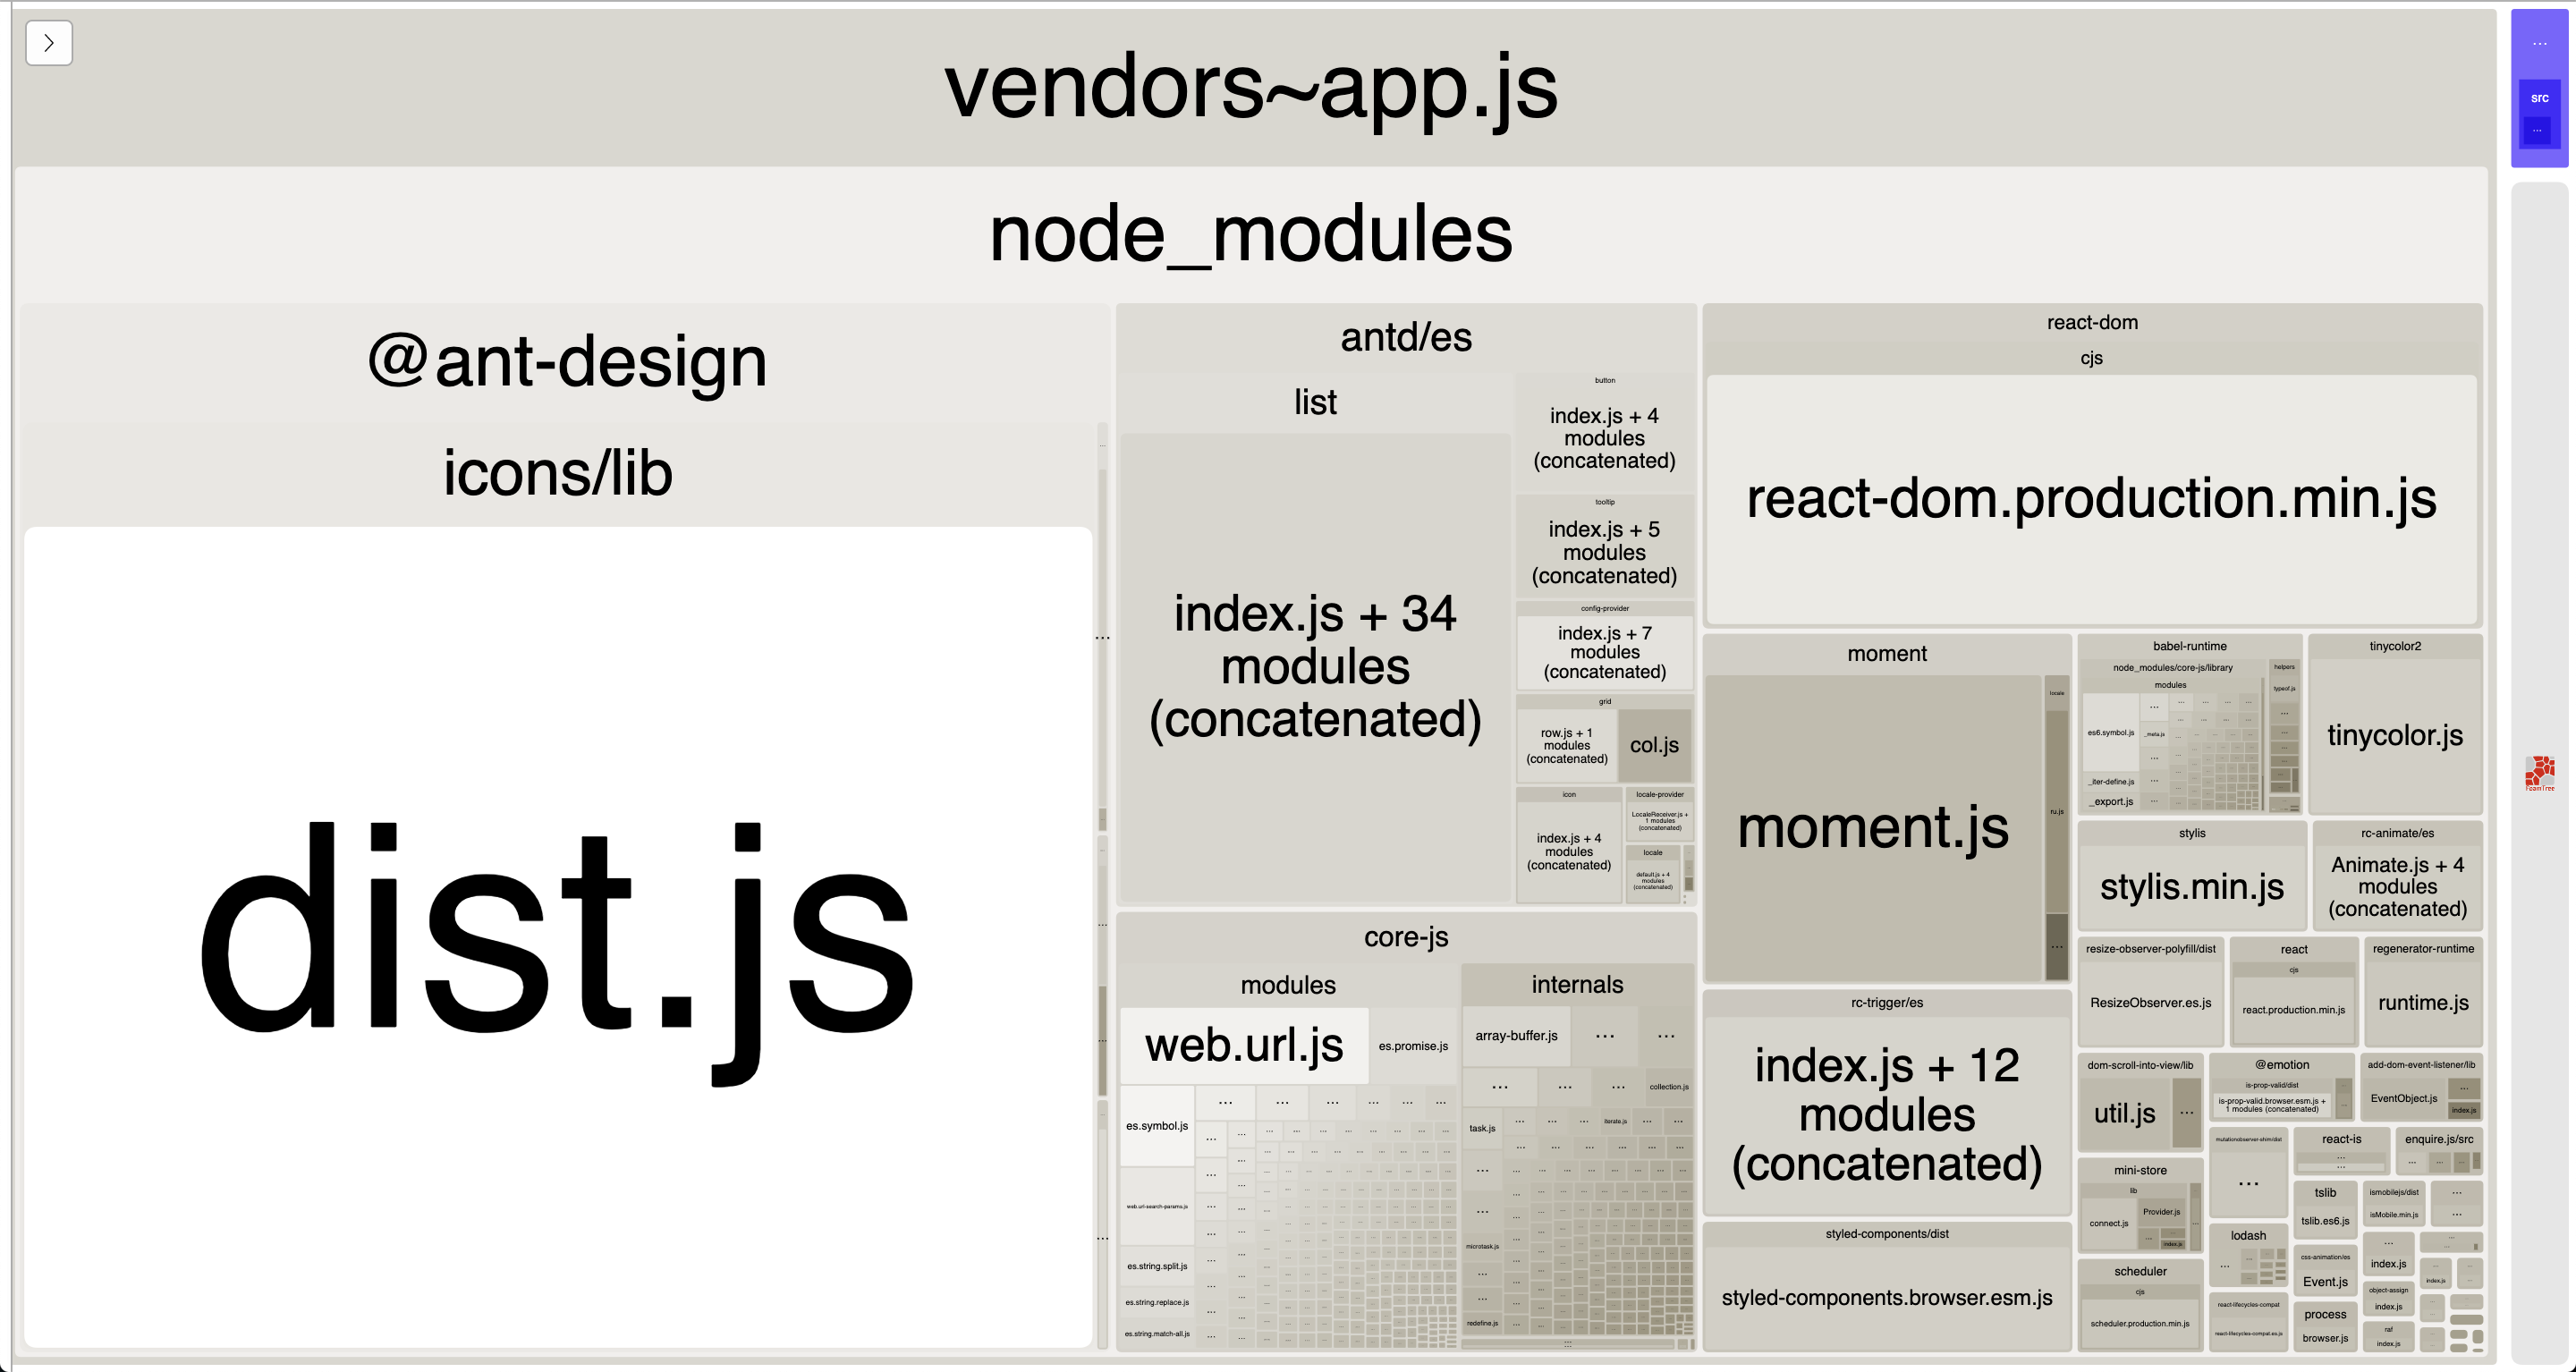 vendors~app.js
node_modules
@ant-design
icons/lib
dist.js
antd/es
list
index.js + 34
modules
(concatenated)
button
index.js + 4
modules
(concatenated)
tooltip
index.js + 5
modules
(concatenated)
config-provider
index.js + 7
modules
(concatenated)
grid
row.js + 1
modules
(concatenated)
col.js
icon
index.js + 4
modules
(concatenated)
locale-provider
LocaleReceiver.js +
1 modules
(concatenated)
locale
default.js + 4
modules
(concatenated)
core-js
modules
web.url.js
es.promise.js
es.symbol.js
web.url-search-params.js
es.string.split.js
es.string.replace.js
es.string.match-all.js
internals
array-buffer.js
collection.js
task.js
iterate.js
microtask.js
redefine.js
react-dom
cjs
react-dom.production.min.js
moment
moment.js
locale
ru.js
rc-trigger/es
index.js + 12
modules
(concatenated)
styled-components/dist
styled-components.browser.esm.js
babel-runtime
node_modules/core-js/library
modules
es6.symbol.js
_meta.js
_iter-define.js
_export.js
helpers
typeof.js
tinycolor2
tinycolor.js
stylis
stylis.min.js
rc-animate/es
Animate.js + 4
modules
(concatenated)
resize-observer-polyfill/dist
ResizeObserver.es.js
react
cjs
react.production.min.js
regenerator-runtime
runtime.js
dom-scroll-into-view/lib
util.js
@emotion
is-prop-valid/dist
is-prop-valid.browser.esm.js +
1 modules (concatenated)
add-dom-event-listener/lib
EventObject.js
index.js
mutationobserver-shim/dist
react-is
enquire.js/src
mini-store
lib
connect.js
Provider.js
index.js
tslib
tslib.es6.js
ismobilejs/dist
isMobile.min.js
lodash
css-animation/es
Event.js
index.js
index.js
scheduler
cjs
scheduler.production.min.js
react-lifecycles-compat
react-lifecycles-compat.es.js
process
browser.js
object-assign
index.js
raf
index.js
src
FoamTree